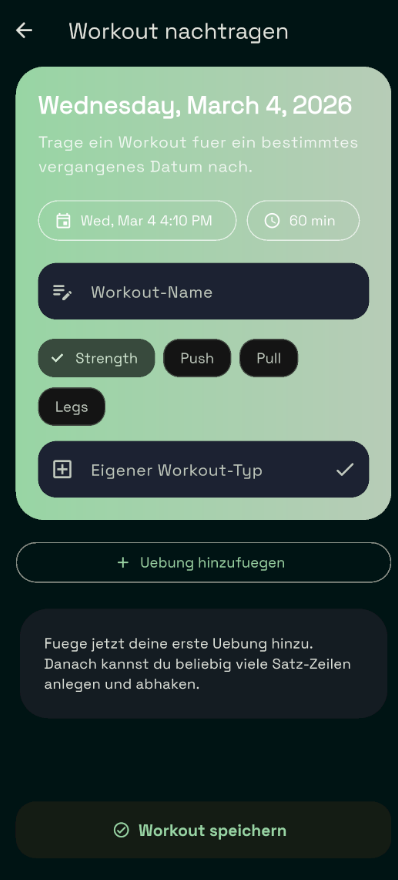 Workout nachtragen
Wednesday, March 4, 2026
Trage ein Workout fuer ein bestimmtes
vergangenes Datum nach.
Wed, Mar 4 4:10 PM 60 min
Workout-Name
Strength Push Pull
Legs
Eigener Workout-Typ
+ Uebung hinzufuegen
Fuege jetzt deine erste Uebung hinzu.
Danach kannst du beliebig viele Satz-Zeilen
anlegen und abhaken.
Workout speichern